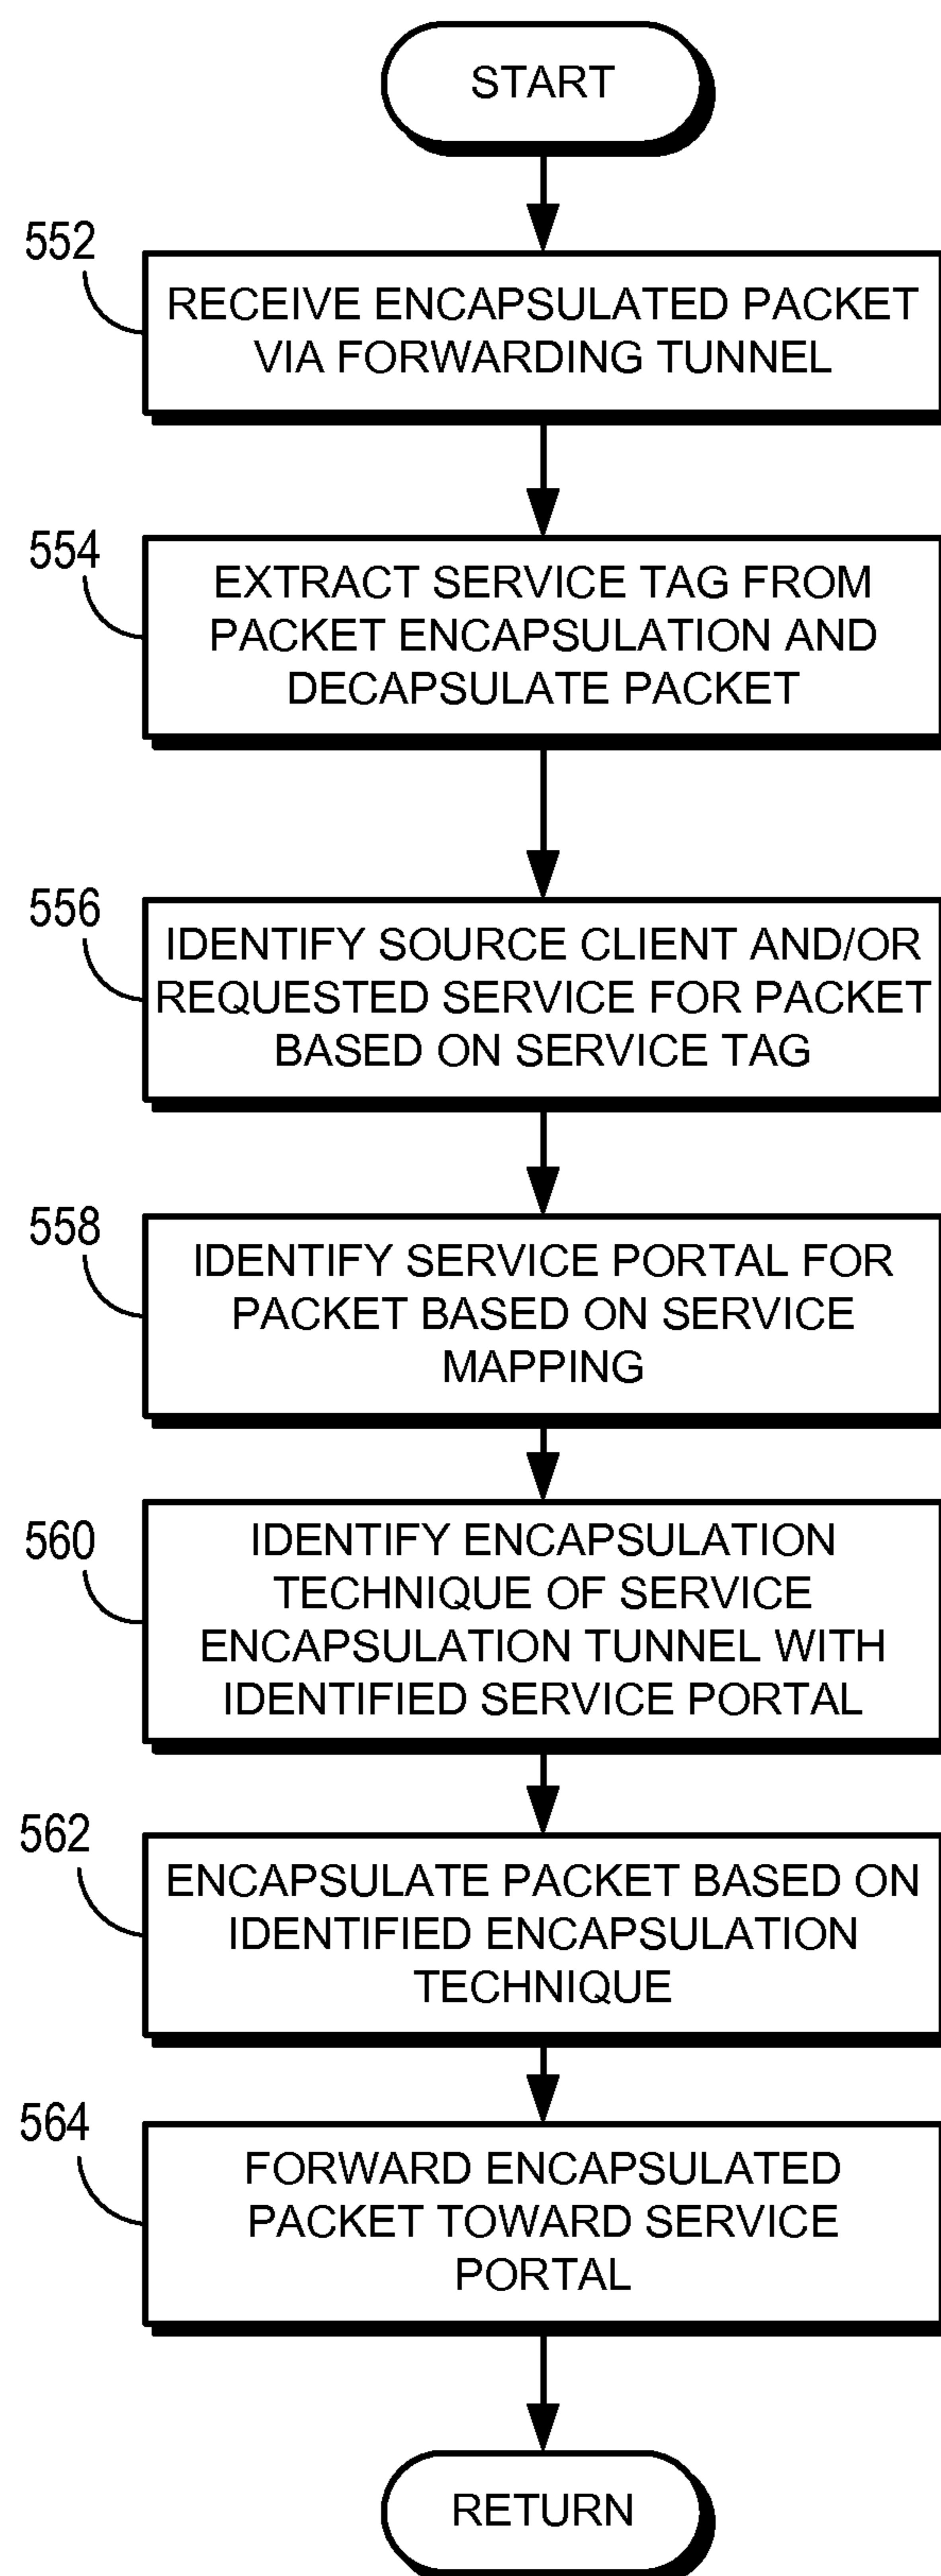 START
552
RECEIVE ENCAPSULATED PACKET
VIA FORWARDING TUNNEL
554
EXTRACT SERVICE TAG FROM
PACKET ENCAPSULATION AND
DECAPSULATE PACKET
556
IDENTIFY SOURCE CLIENT AND/OR
REQUESTED SERVICE FOR PACKET
BASED ON SERVICE TAG
558
IDENTIFY SERVICE PORTAL FOR
PACKET BASED ON SERVICE
MAPPING
560
IDENTIFY ENCAPSULATION
TECHNIQUE OF SERVICE
ENCAPSULATION TUNNEL WITH
IDENTIFIED SERVICE PORTAL
562
ENCAPSULATE PACKET BASED ON
IDENTIFIED ENCAPSULATION
TECHNIQUE
564
FORWARD ENCAPSULATED
PACKET TOWARD SERVICE
PORTAL
RETURN